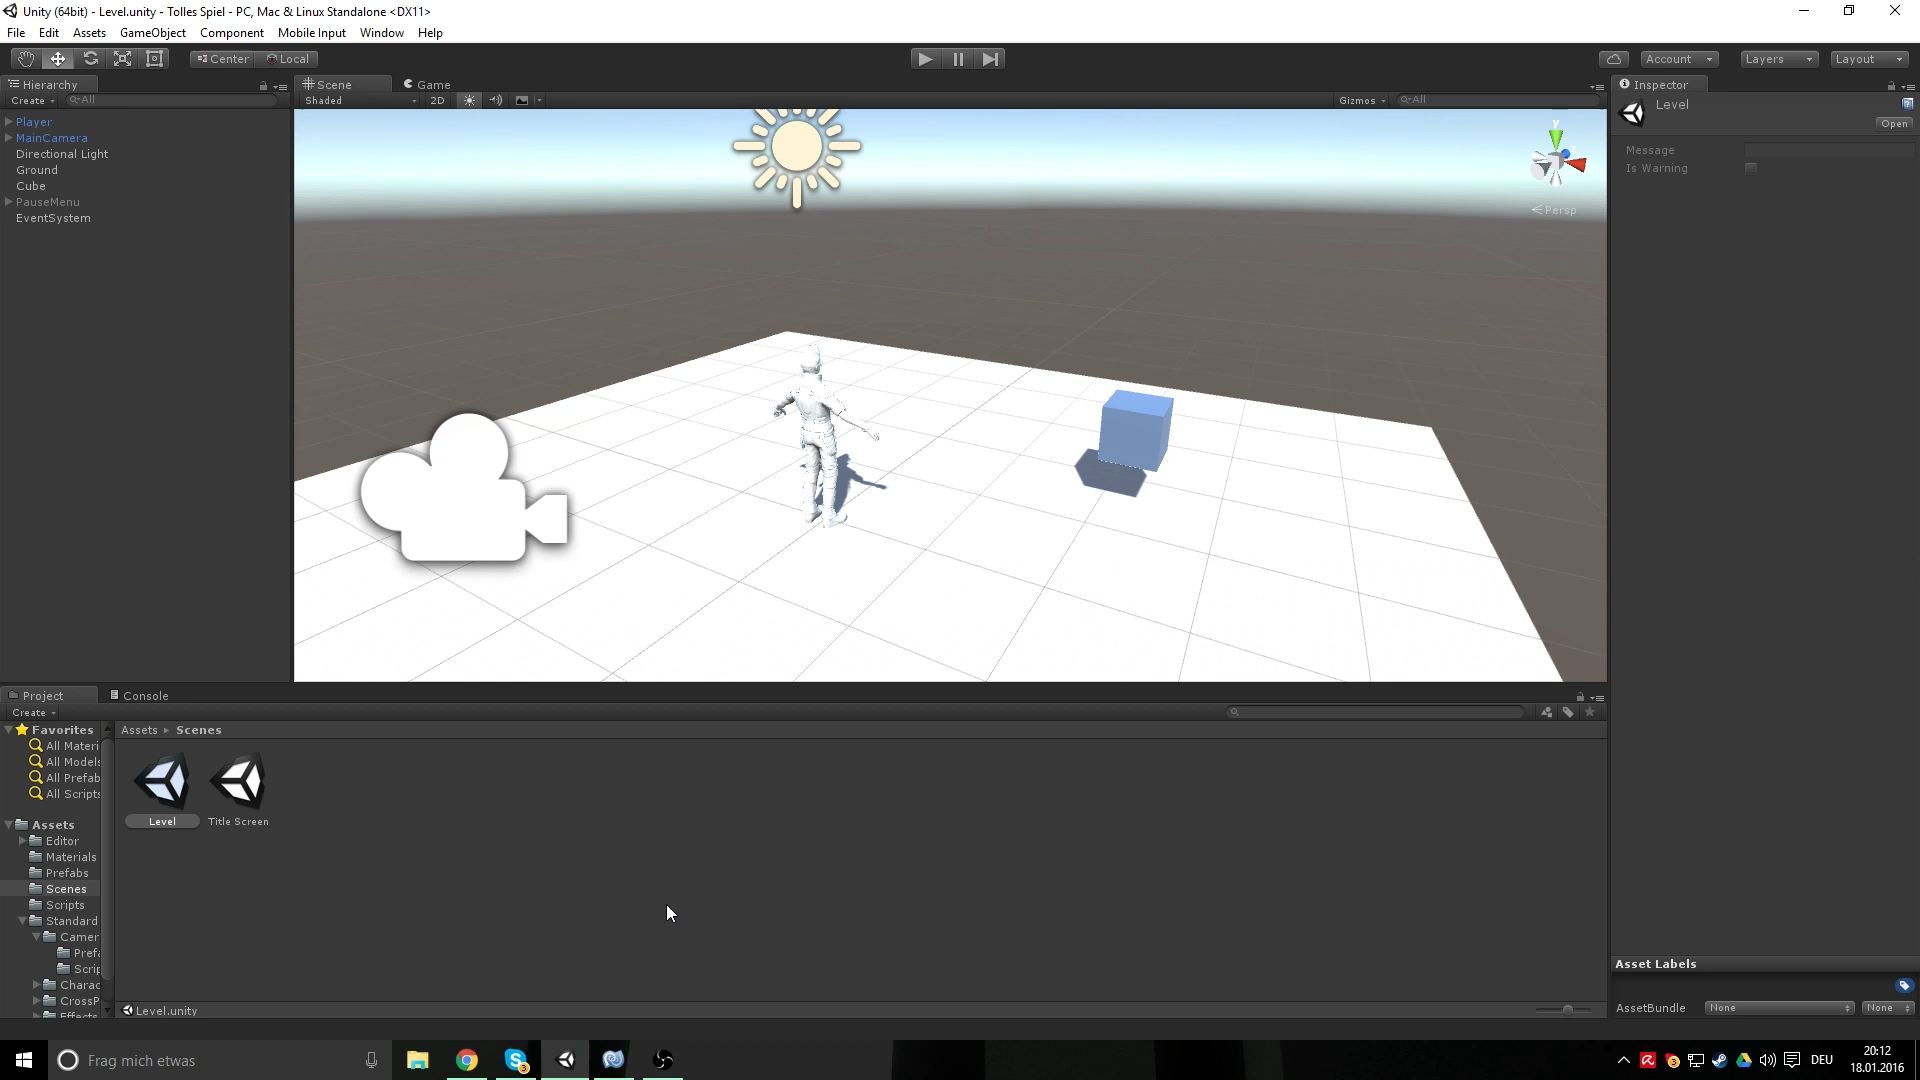 Unity (64bit) - Level.unity - Tolles Spiel - PC, Mac & Linux Standalone <DX11>
File Edit Assets GameObject Component Mobile Input Window Help
Center Local
Account Layers Layout
Hierarchy
Create All
Player
MainCamera
Directional Light
Ground
Cube
PauseMenu
EventSystem
Scene Game
Shaded 2D Gizmos All
y
Persp
Inspector
Level
Open
Message
Is Warning
Project Console
Create
Favorites
All Materi
All Models
All Prefab
All Scripts
Assets
Editor
Materials
Prefabs
Scenes
Scripts
Standard
Camer
Prefa
Scrip
Charac
CrossP
Effects
Assets Scenes
Level Title Screen
Level.unity
Asset Labels
AssetBundle None None
Frag mich etwas
3
3
DEU
20:12
18.01.2016